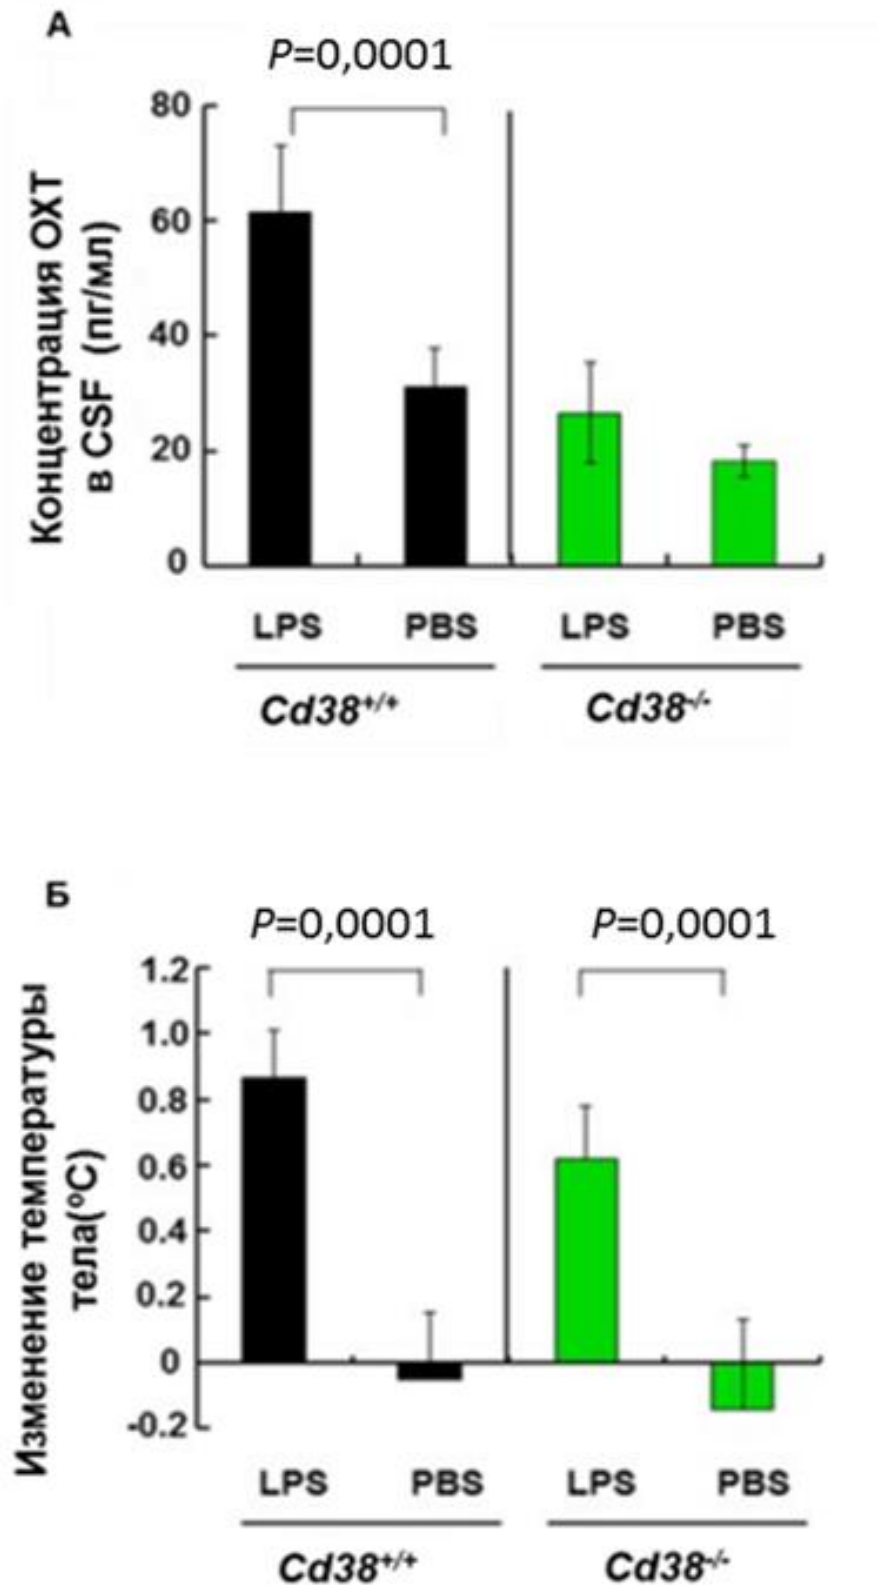 А
P=0,0001
Концентрация ОХТ
в CSF (пг/мл)
80
60
40
20
0
LPS PBS LPS PBS
Cd38+/+ Cd38-/-
Б
P=0,0001 P=0,0001
Изменение температуры
тела(ºC)
1.2
1.0
0.8
0.6
0.4
0.2
0
-0.2
LPS PBS LPS PBS
Cd38+/+ Cd38-/-